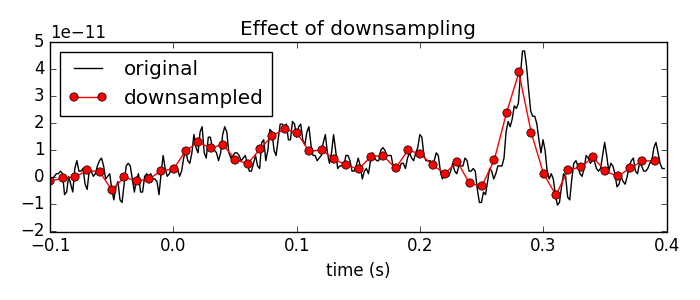 Effect of downsampling
1e−11
5
4
3
2
1
0
−1
−2
original
downsampled
−0.1 0.0 0.1 0.2 0.3 0.4
time (s)